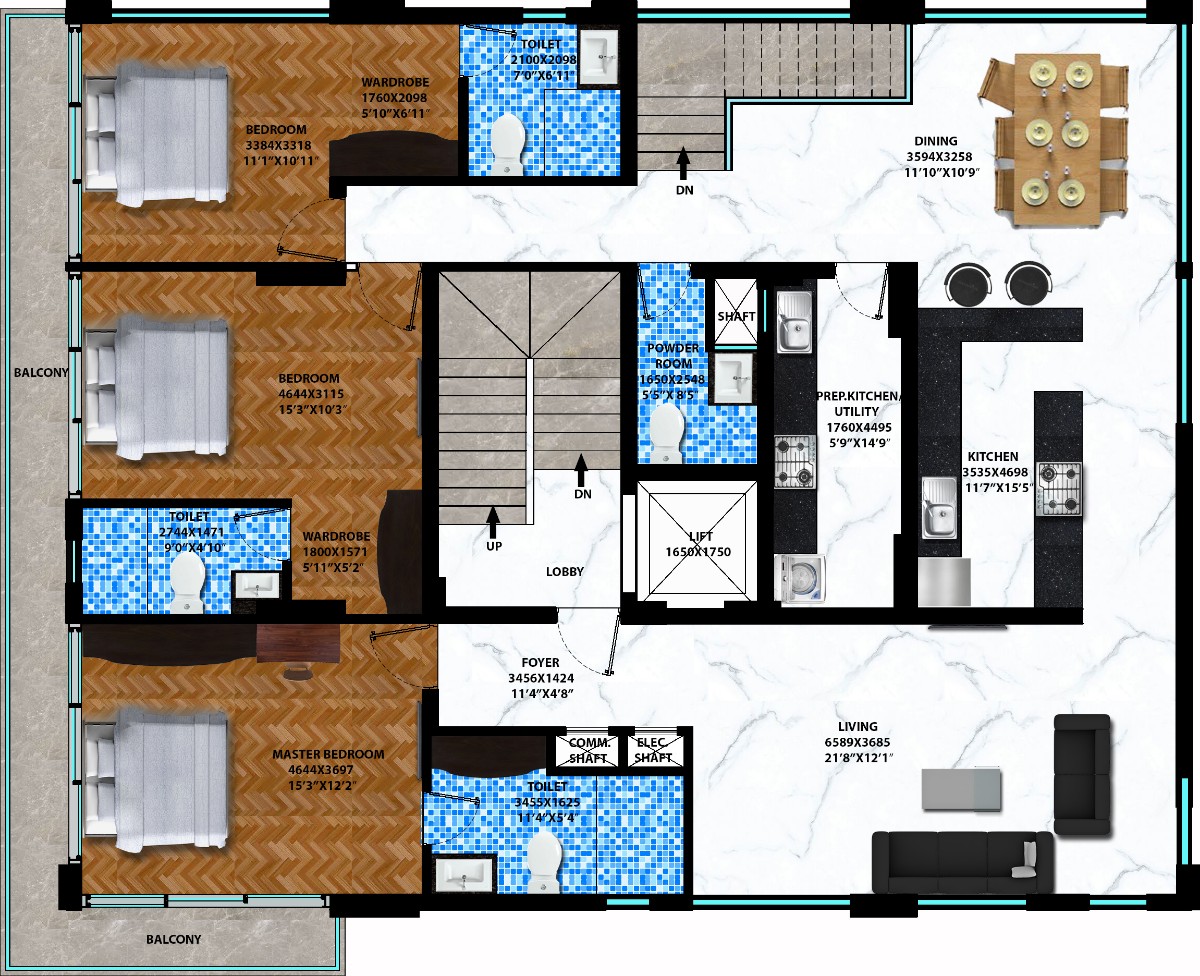 TOILET
2100X2098
7'0"X6'11"
WARDROBE
1760X2098
5'10"X6'11"
BEDROOM
3384X3318
11'1"X10'11"
DINING
3594X3258
11'10"X10'9"
DN
SHAFT
POWDER
ROOM
1650X2548
5'5"X 8'5"
BALCONY
BEDROOM
4644X3115
15'3"X10'3"
PREP.KITCHEN/
UTILITY
1760X4495
5'9"X14'9"
KITCHEN
3535X4698
11'7"X15'5"
DN
UP
TOILET
2744X1471
9'0"X4'10"
WARDROBE
1800X1571
5'11"X5'2"
LIFT
1650X1750
LOBBY
FOYER
3456X1424
11'4"X4'8"
LIVING
6589X3685
21'8"X12'1"
MASTER BEDROOM
4644X3697
15'3"X12'2"
COMM.
SHAFT
ELEC.
SHAFT
TOILET
3455X1625
11'4"X5'4"
BALCONY